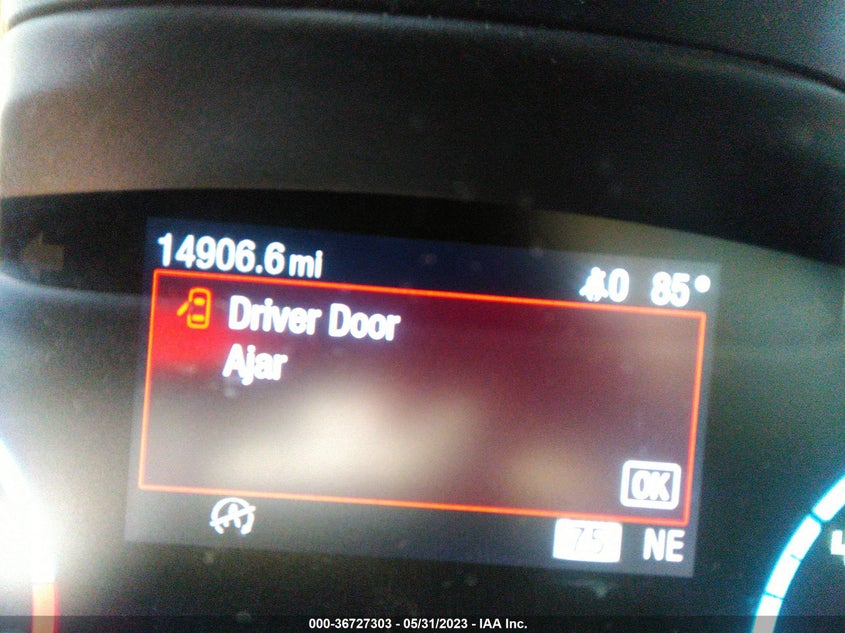 14906.6 mi
0 85°
Driver Door
Ajar
OK
75 NE
000-36727303 - 05/31/2023 - IAA Inc.